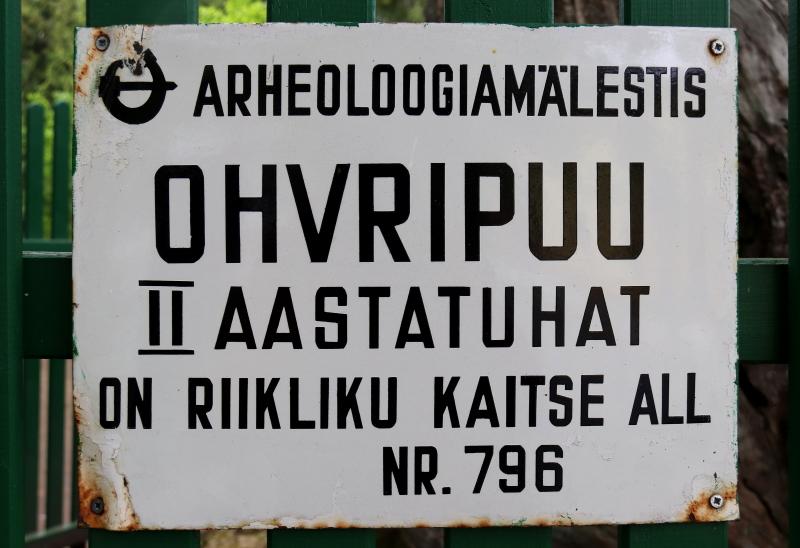 ARHEOLOOGIAMÄLESTIS
OHVRIPUU
II AASTATUHAT
ON RIIKLIKU KAITSE ALL
NR. 796